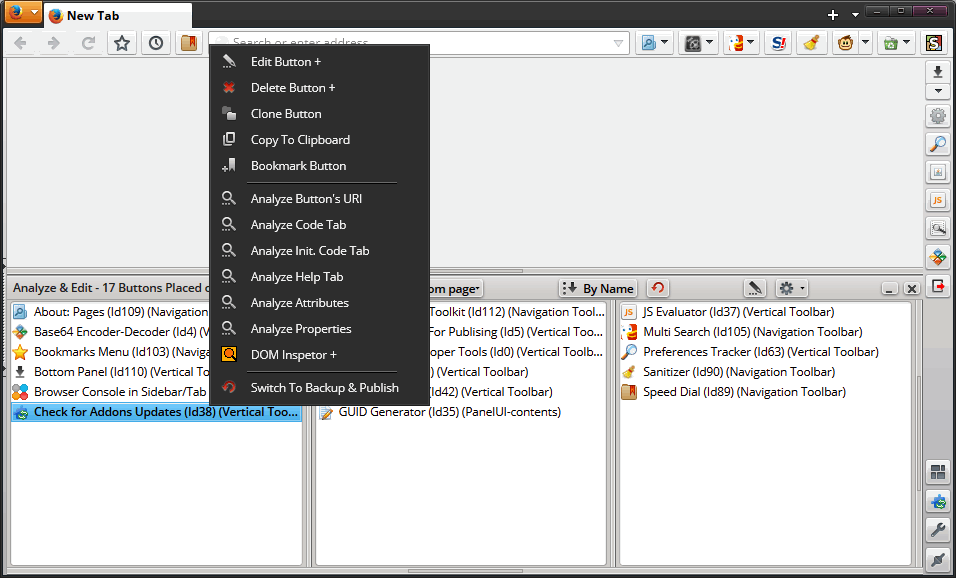 New Tab
Search or enter address
Edit Button +
Delete Button +
Clone Button
Copy To Clipboard
Bookmark Button
Analyze Button's URI
Analyze Code Tab
Analyze Init. Code Tab
Analyze Help Tab
Analyze Attributes
Analyze Properties
DOM Inspetor +
Switch To Backup & Publish
Analyze & Edit - 17 Buttons Placed
om page
By Name
About: Pages (Id109) (Navigation
Base64 Encoder-Decoder (Id4) (V
Bookmarks Menu (Id103) (Naviga
Bottom Panel (Id110) (Vertical Too
Browser Console in Sidebar/Tab
Check for Addons Updates (Id38) (Vertical Too...
Toolkit (Id112) (Navigation Tool...
For Publising (Id5) (Vertical Toolb...
oper Tools (Id0) (Vertical Toolb...
) (Vertical Toolbar)
d42) (Vertical Toolbar)
GUID Generator (Id35) (PanelUI-contents)
JS Evaluator (Id37) (Vertical Toolbar)
Multi Search (Id105) (Navigation Toolbar)
Preferences Tracker (Id63) (Vertical Toolbar)
Sanitizer (Id90) (Navigation Toolbar)
Speed Dial (Id89) (Navigation Toolbar)
S!
S
JS
JS